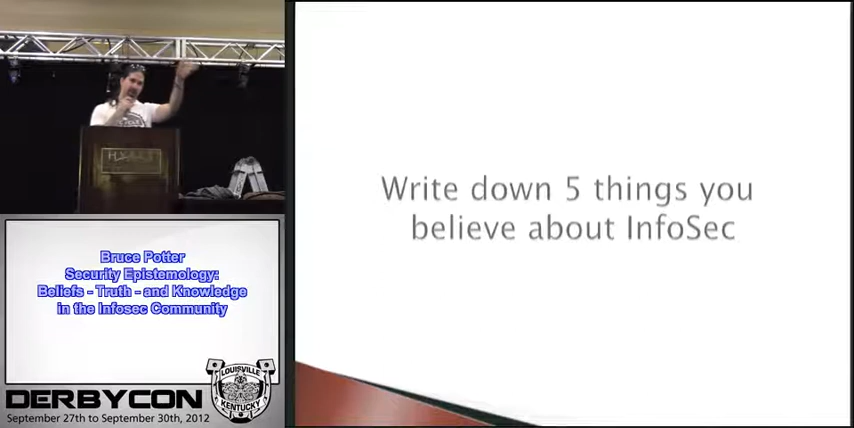 HYATT
Bruce Potter
Security Epistemology:
Beliefs - Truth - and Knowledge
in the Infosec Community
LOUISVILLE
KENTUCKY
DERBYCON
September 27th to September 30th, 2012
Write down 5 things you
believe about InfoSec